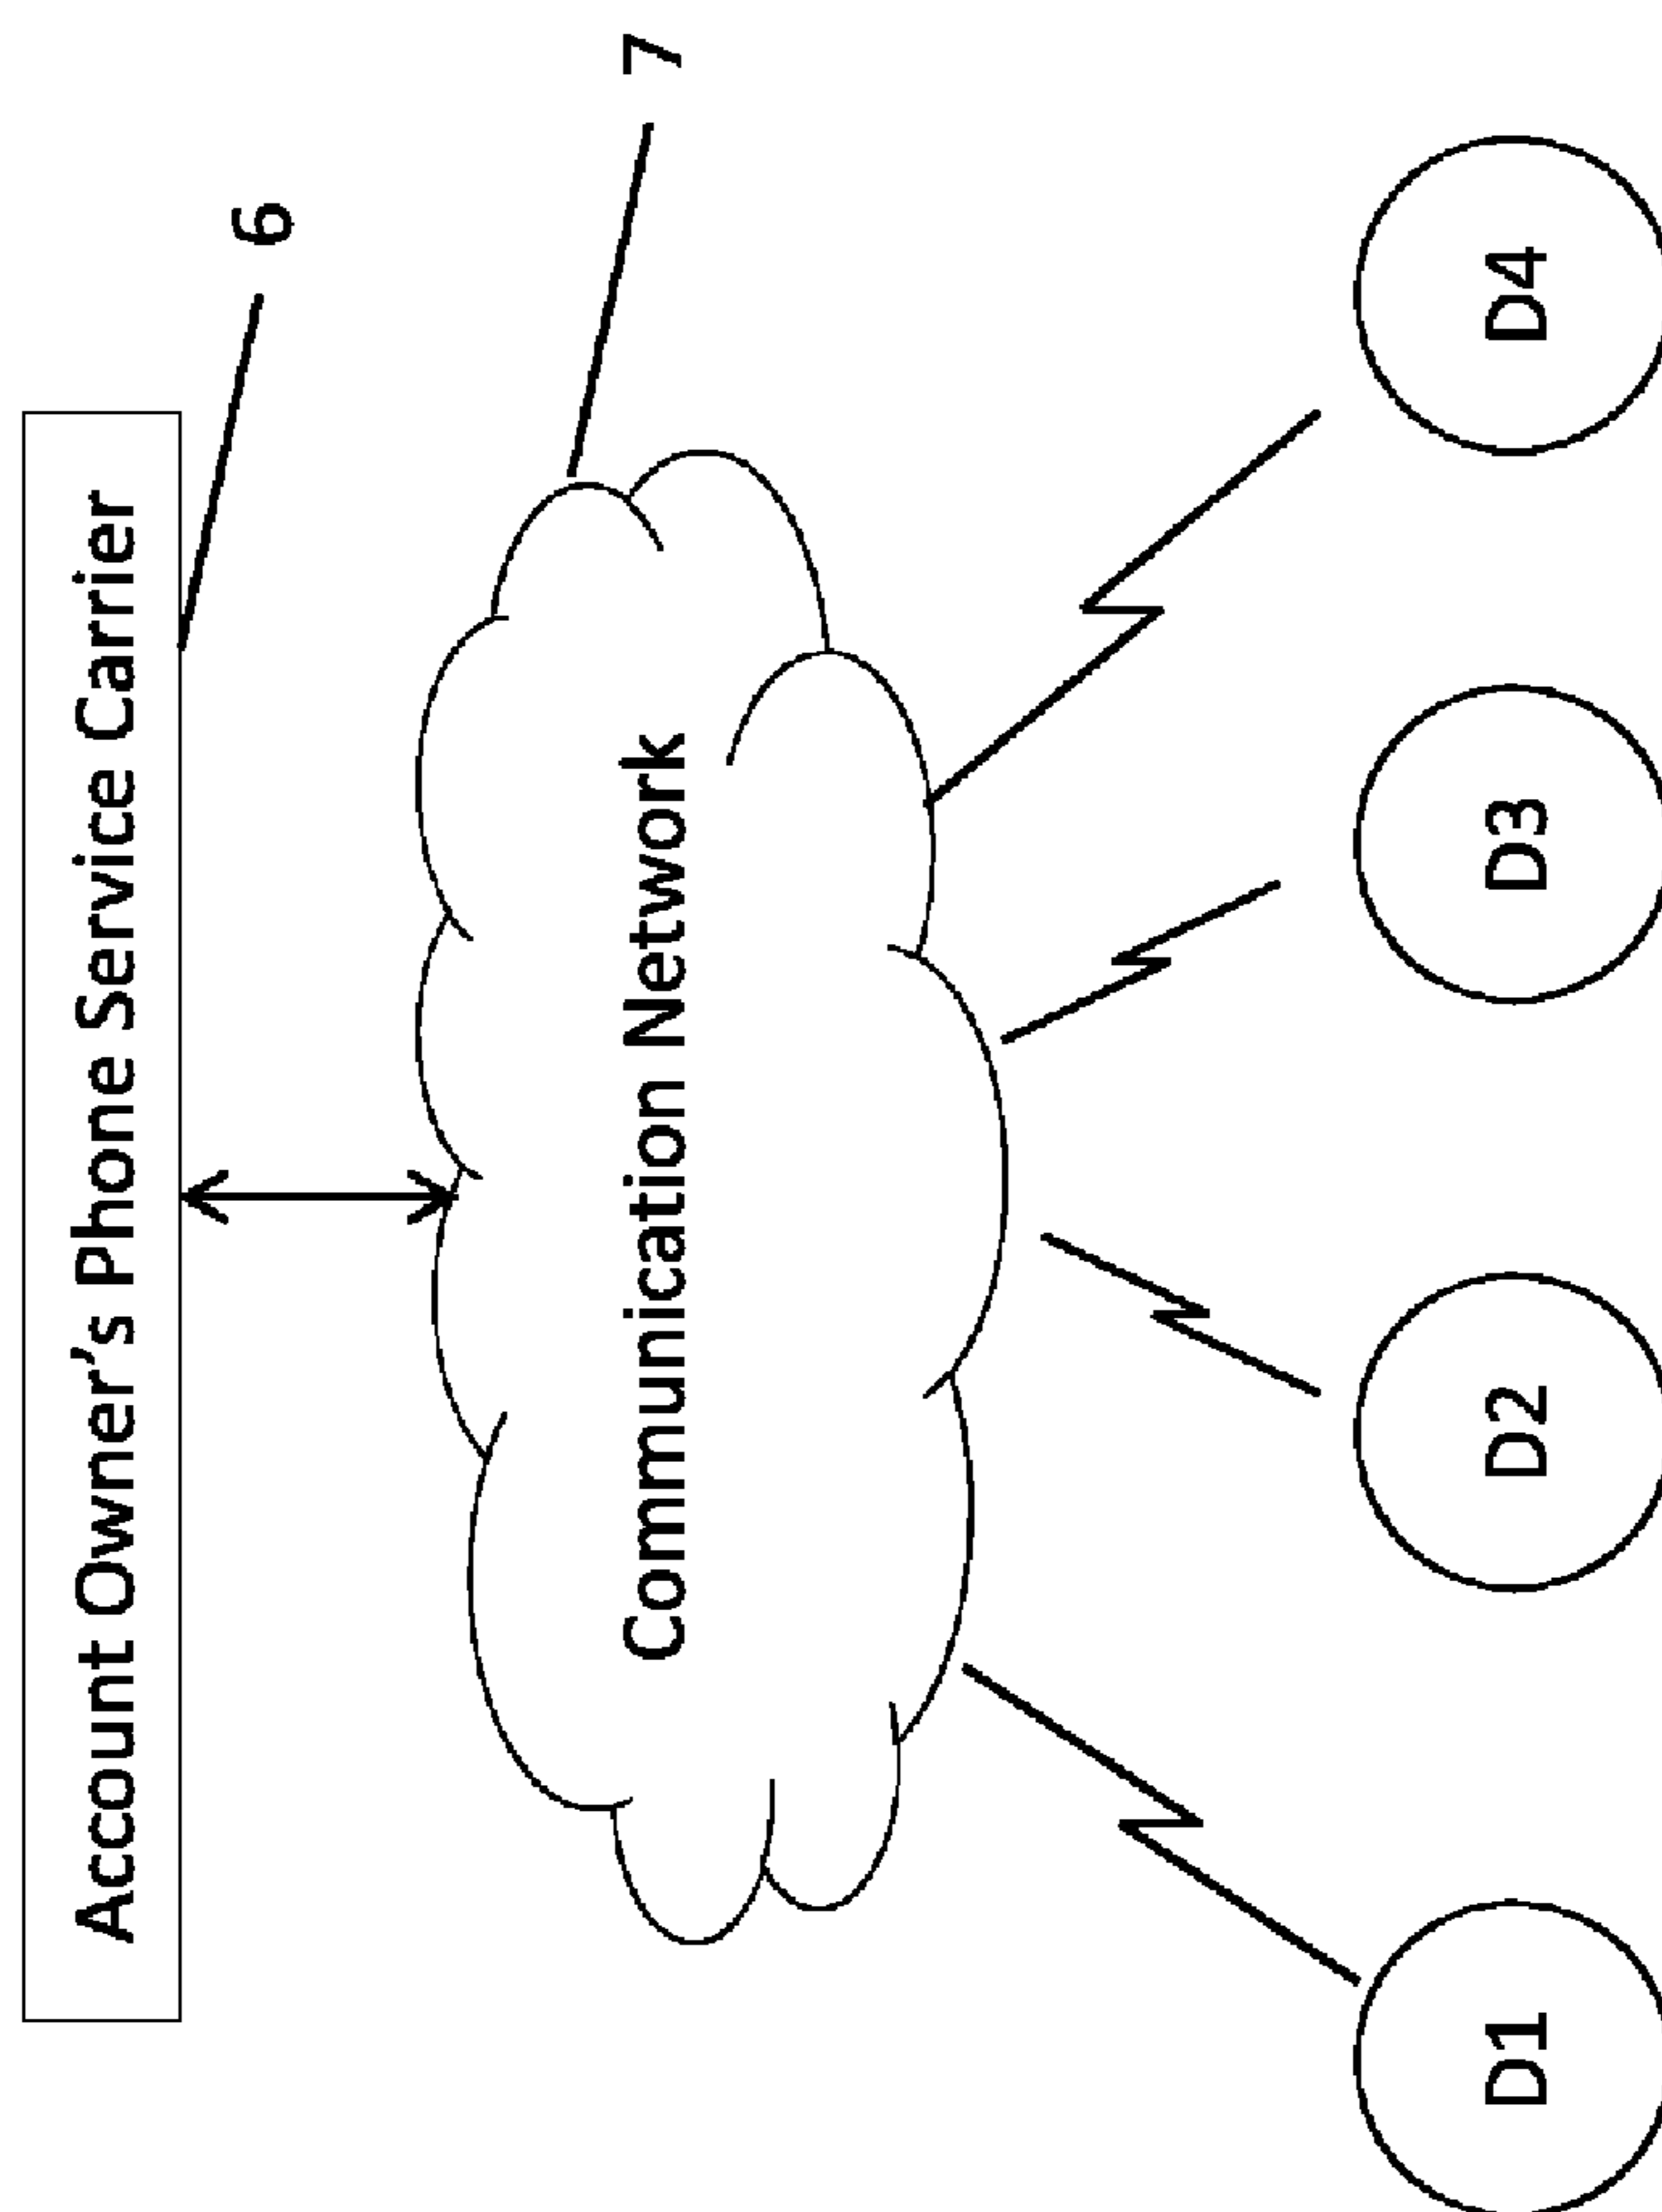 Account Owner's Phone Service Carrier
6
7
Communication Network
D1
D2
D3
D4